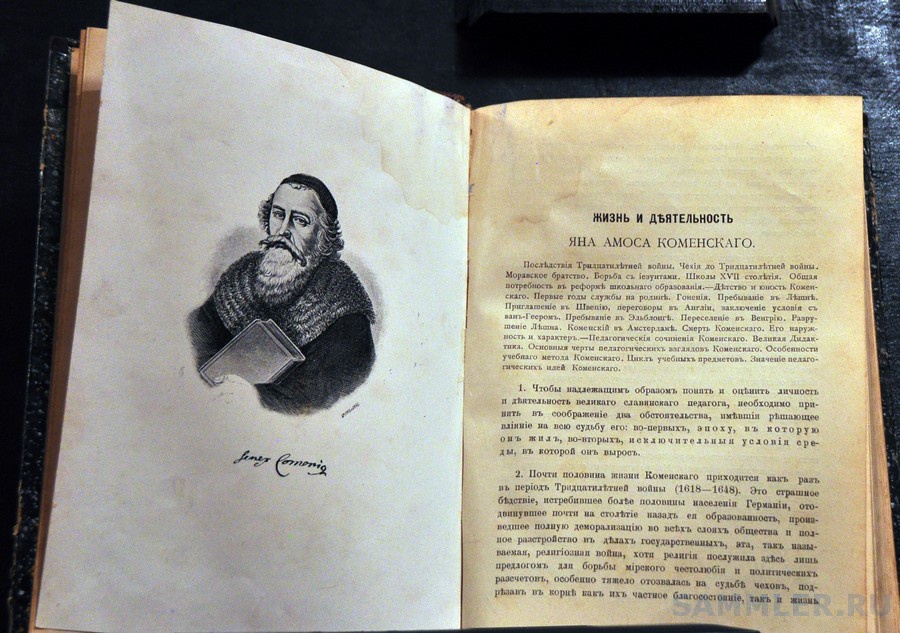 Senex Comenig
ЖИЗНЬ И ДѢЯТЕЛЬНОСТЬ
ЯНА АМОСА КОМЕНСКАГО.
Послѣдствія Тридцатилѣтней войны. Чехія до Тридцатилѣтней войны.
Моравское братство. Борьба съ іезуитами. Школы XVII столѣтія. Общая
потребность въ реформѣ школьнаго образованія.—Дѣтство и юность Комен-
скаго. Первые годы службы на родинѣ. Гоненія. Пребываніе въ Лѣшнѣ.
Приглашеніе въ Швецію, переговоры въ Англіи, заключеніе условія съ
ванъ-Гееромъ. Пребываніе въ Эльблонгѣ. Переселеніе въ Венгрію. Разру-
шеніе Лѣшна. Коменскій въ Амстердамѣ. Смерть Коменскаго. Его наруж-
ность и характеръ.—Педагогическія сочиненія Коменскаго. Великая Дидак-
тика. Основныя черты педагогическихъ взглядовъ Коменскаго. Особенности
учебнаго метода Коменскаго. Циклъ учебныхъ предметовъ. Значеніе педаго-
гическихъ идей Коменскаго.
1. Чтобы надлежащимъ образомъ понять и оцѣнить личность
и дѣятельность великаго славянскаго педагога, необходимо при-
нять въ соображеніе два обстоятельства, имѣвшія рѣшающее
вліяніе на всю судьбу его: во-первыхъ, эпоху, въ которую
онъ жилъ, во-вторыхъ, исключительныя условія сре-
ды, въ которой онъ выросъ.
2. Почти половина жизни Коменскаго приходится какъ разъ
въ періодъ Тридцатилѣтней войны (1618—1648). Это страшное
бѣдствіе, истребившее болѣе половины населенія Германіи, ото-
двинувшее почти на столѣтіе назадъ ея образованность, произ-
ведшее полную деморализацію во всѣхъ слояхъ общества и пол-
ное разстройство въ дѣлахъ государственныхъ, эта, такъ назы-
ваемая, религіозная война, хотя религія послужила здѣсь лишь
предлогомъ для борьбы мірского честолюбія и политическихъ
разсчетовъ, особенно тяжело отозвалась на судьбѣ чеховъ, под-
рѣзавъ въ корнѣ какъ ихъ частное благосостояніе, такъ и жизнь
SAMMLER.RU